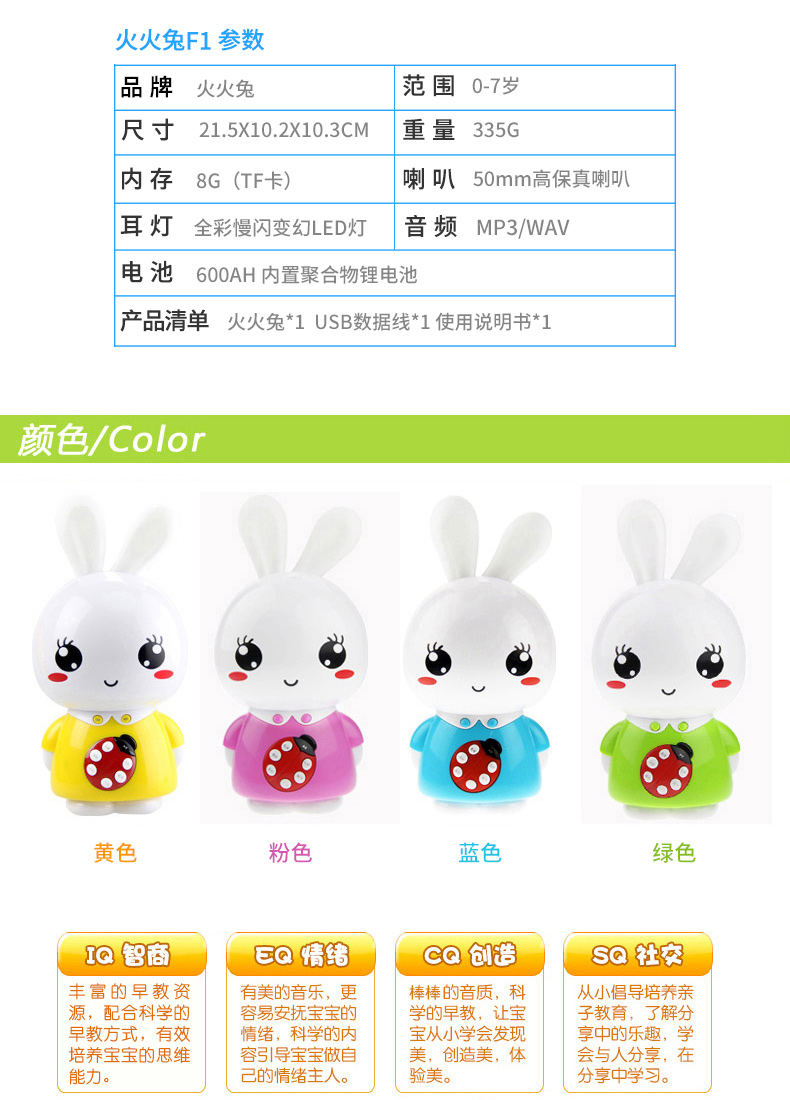 火火兔F1 参数
品 牌 火火兔 范 围 0-7岁
尺 寸 21.5X10.2X10.3CM 重 量 335G
内 存 8G（TF卡） 喇 叭 50mm高保真喇叭
耳 灯 全彩慢闪变幻LED灯 音 频 MP3/WAV
电 池 600AH 内置聚合物锂电池
产品清单 火火兔*1 USB数据线*1 使用说明书*1
颜色/Color
黄色 粉色 蓝色 绿色
IQ 智商
丰富的早教资
源，配合科学的
早教方式，有效
培养宝宝的思维
能力。
EQ 情绪
有美的音乐，更
容易安抚宝宝的
情绪，科学的内
容引导宝宝做自
己的情绪主人。
CQ 创造
棒棒的音质，科
学的早教，让宝
宝从小学会发现
美，创造美，体
验美。
SQ 社交
从小倡导培养亲
子教育，了解分
享中的乐趣，学
会与人分享，在
分享中学习。